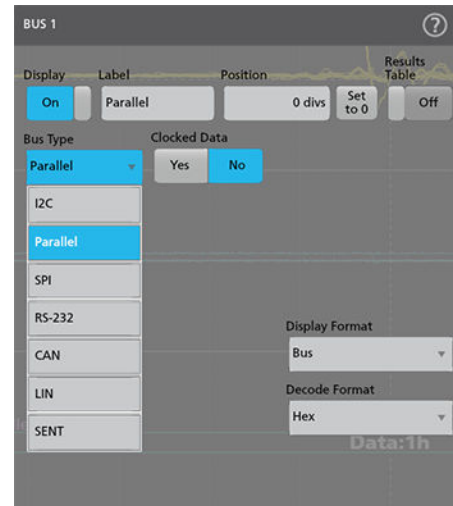 BUS 1
?
Display Label Position Results Table
On Parallel 0 divs Set to 0 Off
Bus Type Clocked Data
Parallel Yes No
I2C
Parallel
SPI
RS-232
CAN
LIN
SENT
Display Format
Bus
Decode Format
Hex
Data:1h